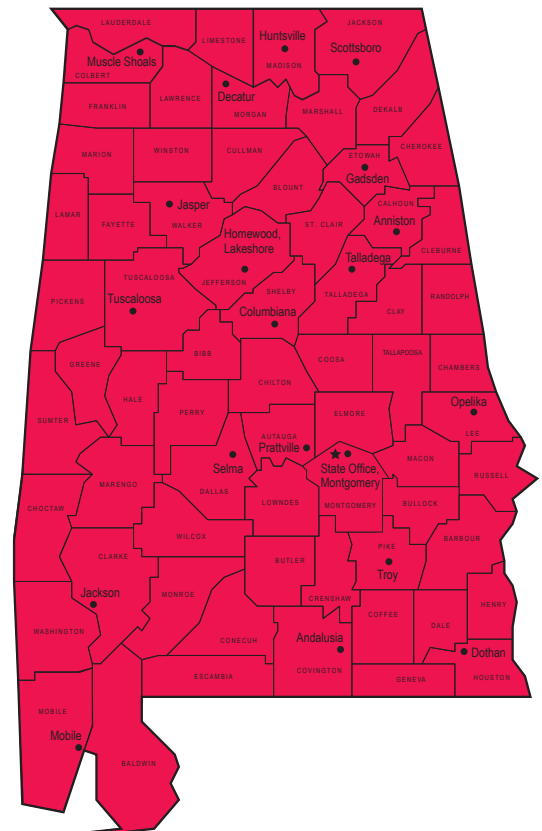 LAUDERDALE
JACKSON
LIMESTONE
Huntsville
Scottsboro
Muscle Shoals
MADISON
COLBERT
LAWRENCE
Decatur
FRANKLIN
MORGAN
MARSHALL
DEKALB
CHEROKEE
MARION
WINSTON
CULLMAN
ETOWAH
Gadsden
BLOUNT
Jasper
CALHOUN
LAMAR
FAYETTE
WALKER
ST. CLAIR
Anniston
Homewood,
Lakeshore
CLEBURNE
Talladega
TUSCALOOSA
JEFFERSON
SHELBY
TALLADEGA
RANDOLPH
PICKENS
Tuscaloosa
Columbiana
CLAY
BIBB
COOSA
TALLAPOOSA
GREENE
CHAMBERS
CHILTON
HALE
PERRY
ELMORE
Opelika
SUMTER
AUTAUGA
LEE
Prattville
MACON
Selma
State Office,
Montgomery
RUSSELL
MARENGO
DALLAS
CHOCTAW
LOWNDES
MONTGOMERY
BULLOCK
WILCOX
BARBOUR
CLARKE
BUTLER
PIKE
Troy
Jackson
MONROE
CRENSHAW
HENRY
COFFEE
DALE
WASHINGTON
CONECUH
Andalusia
Dothan
COVINGTON
ESCAMBIA
GENEVA
HOUSTON
MOBILE
Mobile
BALDWIN